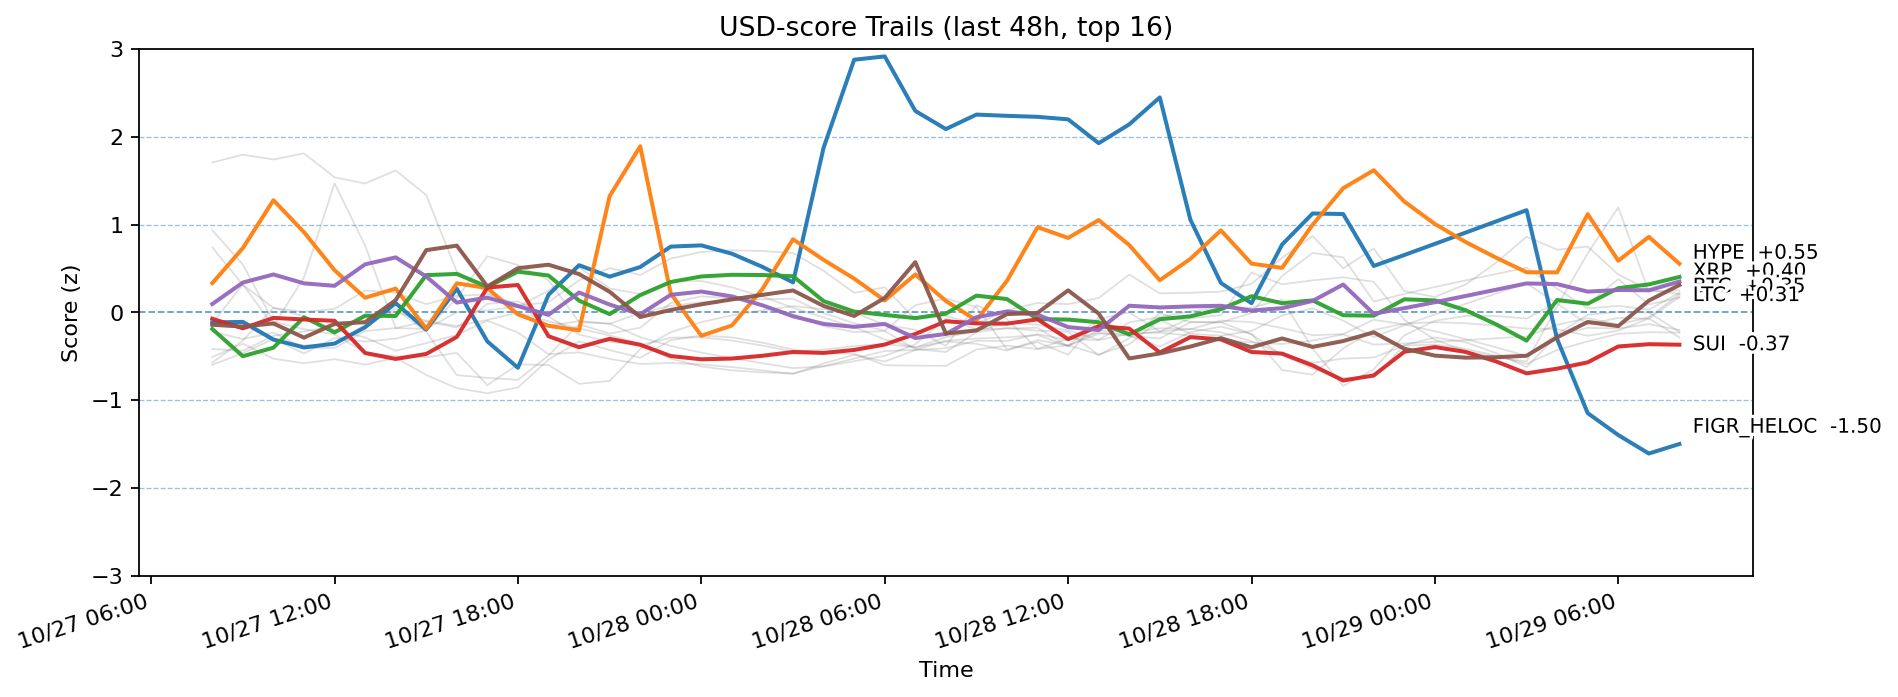 USD-score Trails (last 48h, top 16)
Score (z)
3
2
1
0
−1
−2
−3
HYPE +0.55
XRP +0.40
BTC +0.35
LTC +0.31
SUI -0.37
FIGR_HELOC -1.50
10/27 06:00
10/27 12:00
10/27 18:00
10/28 00:00
10/28 06:00
10/28 12:00
10/28 18:00
10/29 00:00
10/29 06:00
Time